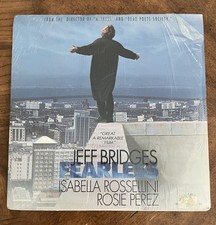 FROM THE DIRECTOR OF "WITNESS" AND "DEAD POETS SOCIETY"
"GREAT.
A REMARKABLE
FILM."
JEFF BRIDGES
FEARLESS
ISABELLA ROSSELLINI
ROSIE PEREZ